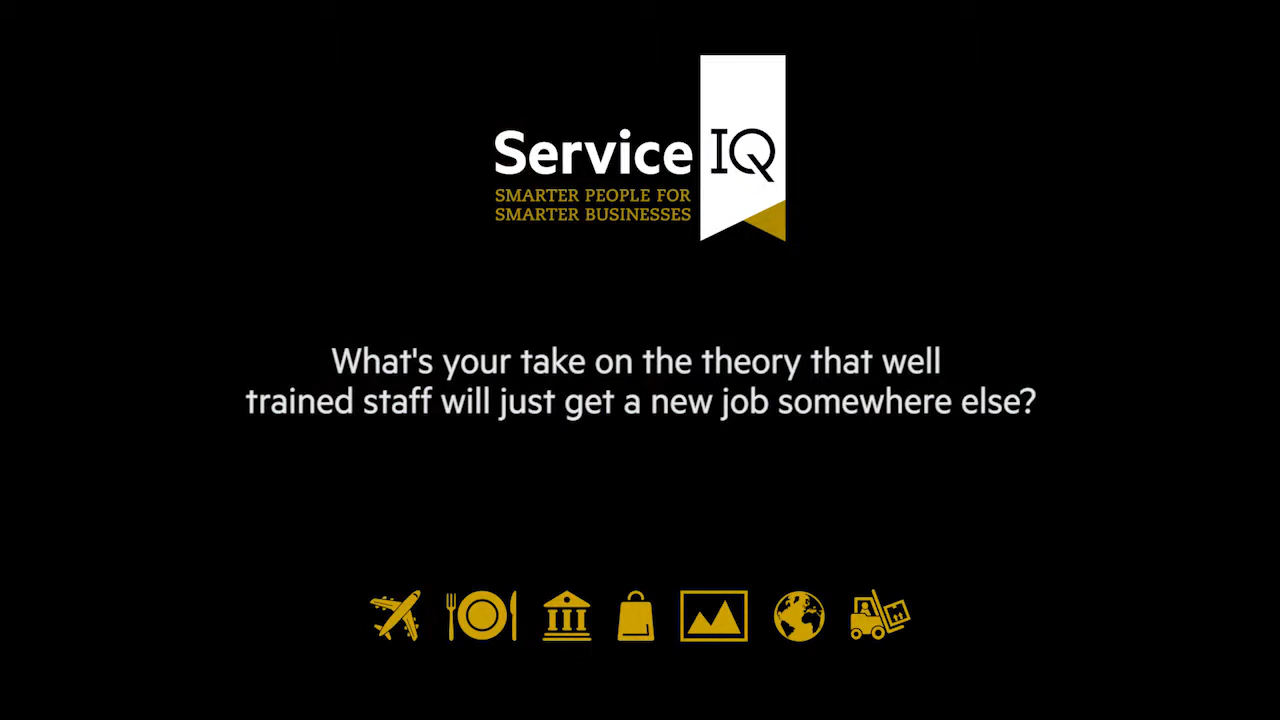 Service IQ
SMARTER PEOPLE FOR
SMARTER BUSINESSES
What's your take on the theory that well
trained staff will just get a new job somewhere else?